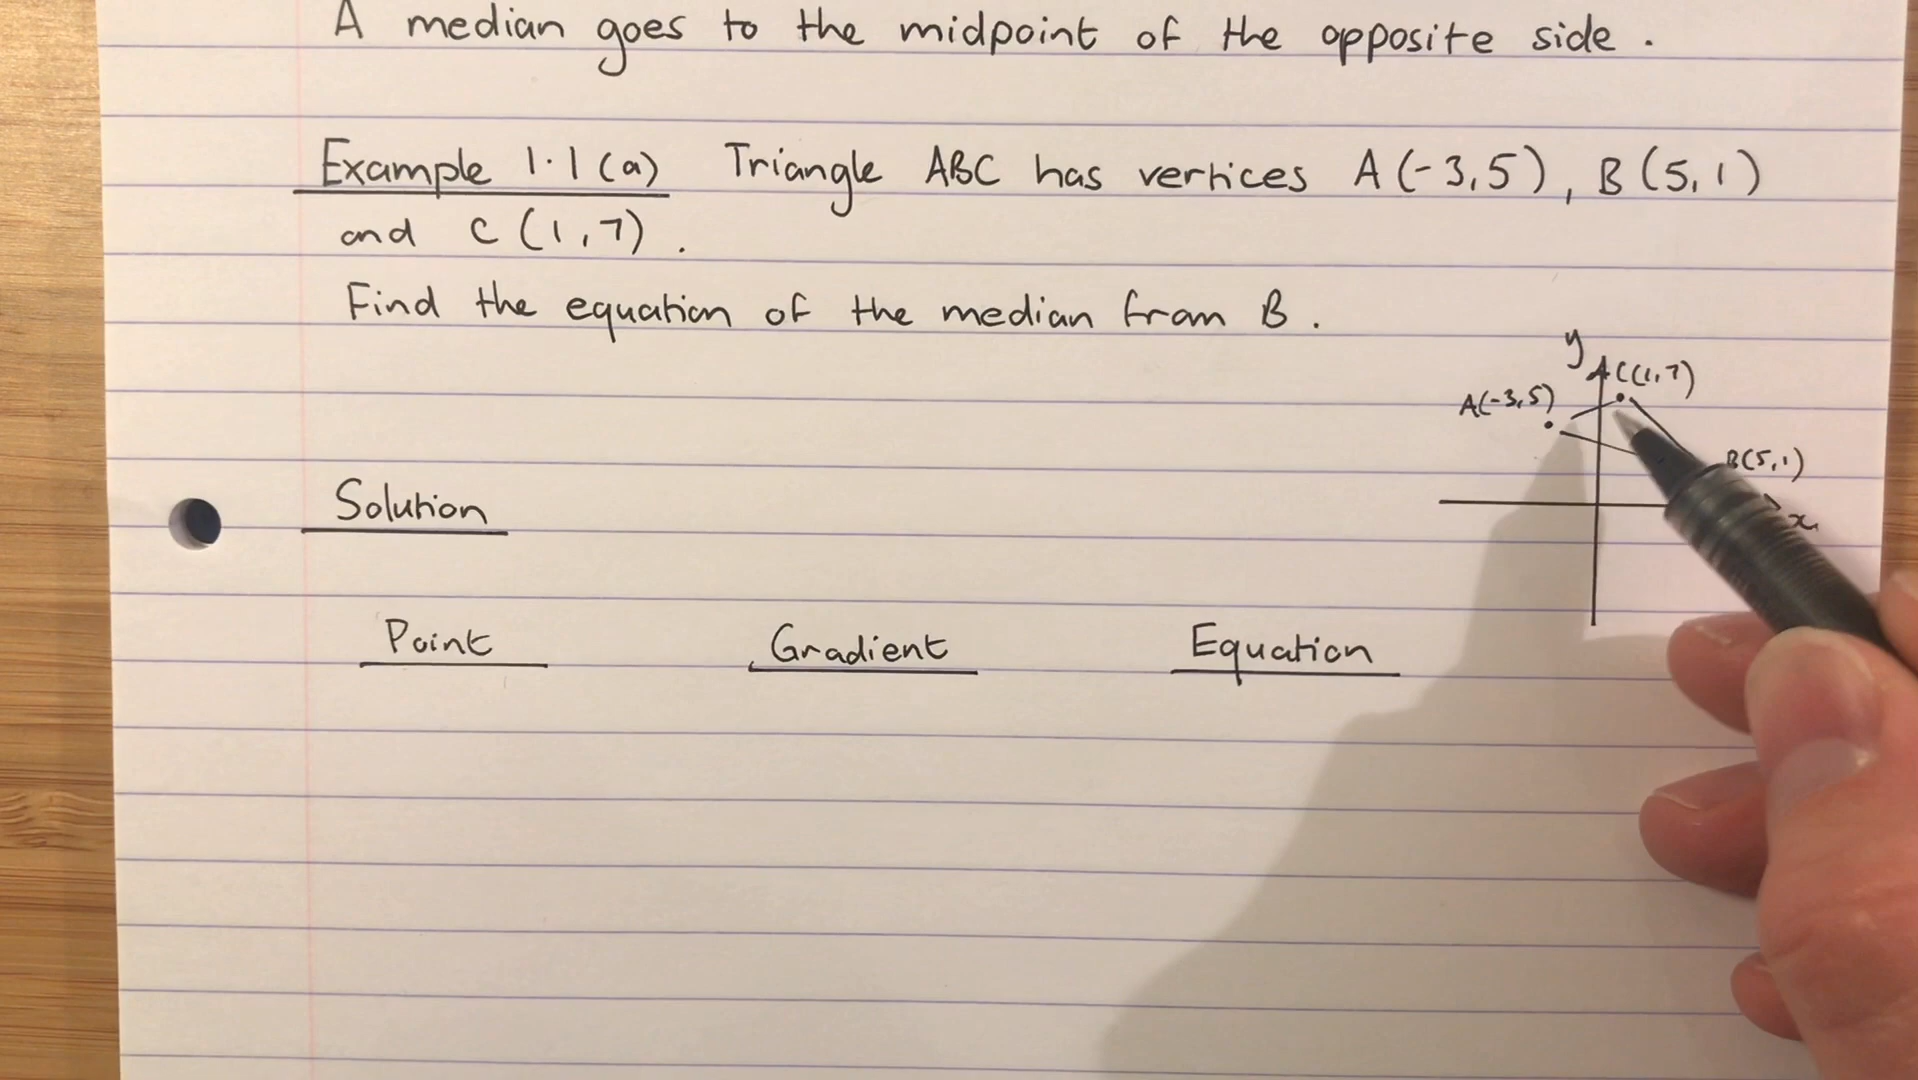 A median goes to the midpoint of the opposite side.
Example 1.1 (a) Triangle ABC has vertices A(-3,5), B(5,1)
and C(1,7).
Find the equation of the median from B.
y
C(1,7)
A(-3,5)
B(5,1)
x
Solution
Point Gradient Equation